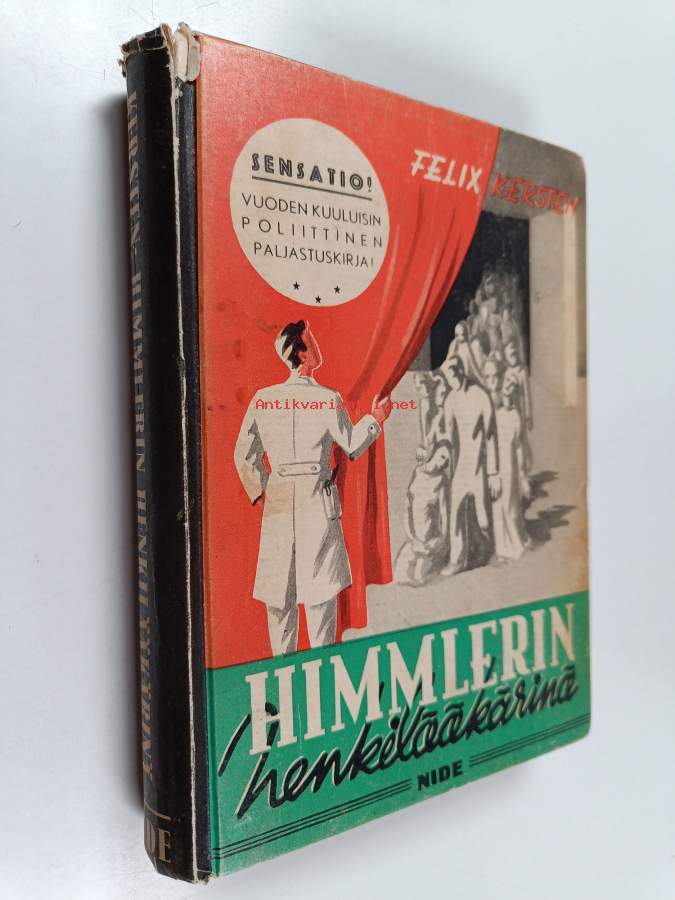 SENSATIO!
VUODEN KUULUISIN
POLIITTINEN
PALJASTUSKIRJA!
FELIX KERSTEN
Antikvariaatti.net
HIMMLERIN
henkilääkärinä
NIDE
KERSTEN — HIMMLERIN HENKILÄÄKÄRINÄ
NIDE